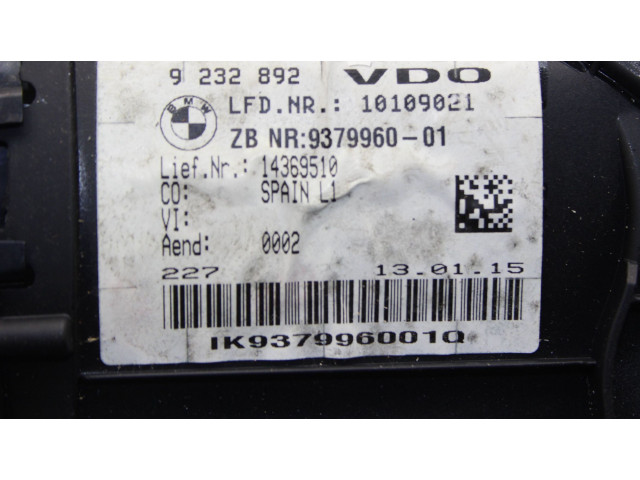 9 232 892 VDO
BMW LFD.NR.: 10109021
ZB NR:9379960-01
Lief.Nr.: 14369510
CO: SPAIN L1
VI:
Aend: 0002
227 13.01.15
IK937996001Q